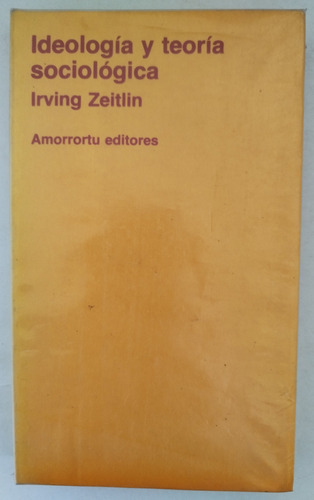 Ideología y teoría
sociológica
Irving Zeitlin
Amorrortu editores